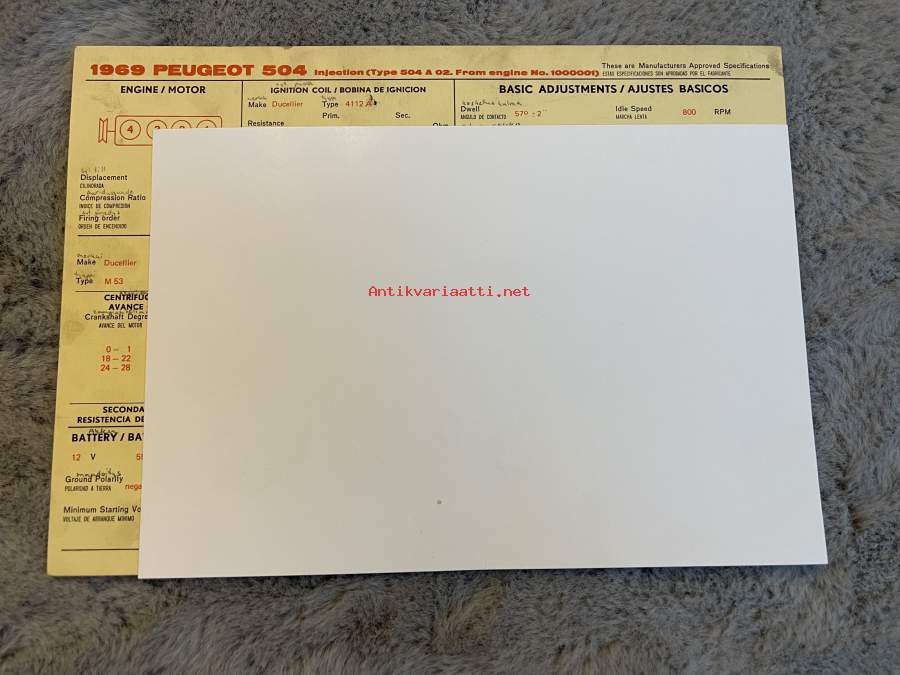 1969 PEUGEOT 504 Injection (Type 504 A 02. From engine No. 1000001)
These are Manufacturers Approved Specifications
ESTAS ESPECIFICACIONES SON APROBADAS POR EL FABRICANTE
ENGINE / MOTOR
4
Displacement
CILINDRADA
Compression Ratio
INDICE DE COMPRESION
Firing order
ORDEN DE ENCENDIDO
merkki
Make Ducellier
Type M 53
CENTRIFUG
AVANCE
Crankshaft Degre
AVANCE DEL MOTOR
0 – 1
18 – 22
24 – 28
SECONDA
RESISTENCIA DE
BATTERY / BA
12 V
Ground Polarity
POLARIDAD A TIERRA nega
Minimum Starting Vo
VOLTAJE DE ARRANQUE MINIMO
IGNITION COIL / BOBINA DE IGNICION
Make Ducellier Type 4112 A
Prim. Sec.
Resistance
BASIC ADJUSTMENTS / AJUSTES BASICOS
Dwell
ANGULO DE CONTACTO 57° ±2°
Idle Speed 800 RPM
MARCHA LENTA
Antikvariaatti.net